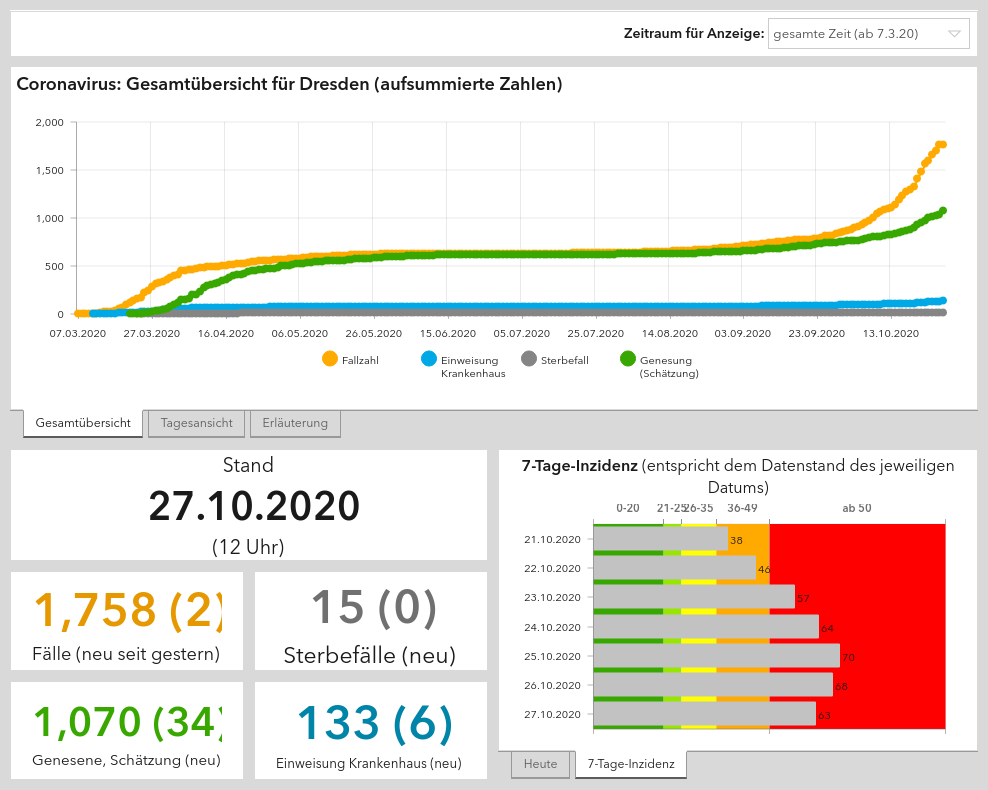 Zeitraum für Anzeige: gesamte Zeit (ab 7.3.20)
Coronavirus: Gesamtübersicht für Dresden (aufsummierte Zahlen)
2,000
1,500
1,000
500
0
07.03.2020 27.03.2020 16.04.2020 06.05.2020 26.05.2020 15.06.2020 05.07.2020 25.07.2020 14.08.2020 03.09.2020 23.09.2020 13.10.2020
Fallzahl Einweisung Krankenhaus Sterbefall Genesung (Schätzung)
Gesamtübersicht Tagesansicht Erläuterung
Stand
27.10.2020
(12 Uhr)
1,758 (2)
Fälle (neu seit gestern)
15 (0)
Sterbefälle (neu)
1,070 (34)
Genesene, Schätzung (neu)
133 (6)
Einweisung Krankenhaus (neu)
7-Tage-Inzidenz (entspricht dem Datenstand des jeweiligen
Datums)
0-20 21-25 26-35 36-49 ab 50
21.10.2020 38
22.10.2020 46
23.10.2020 57
24.10.2020 64
25.10.2020 70
26.10.2020 68
27.10.2020 63
Heute 7-Tage-Inzidenz